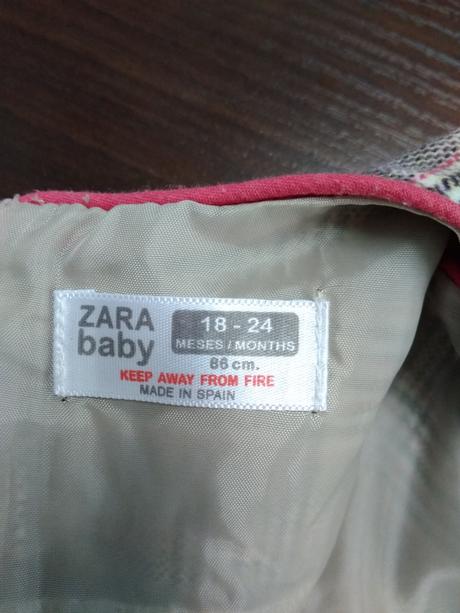 ZARA
baby
18 - 24
MESES / MONTHS
86 cm.
KEEP AWAY FROM FIRE
MADE IN SPAIN